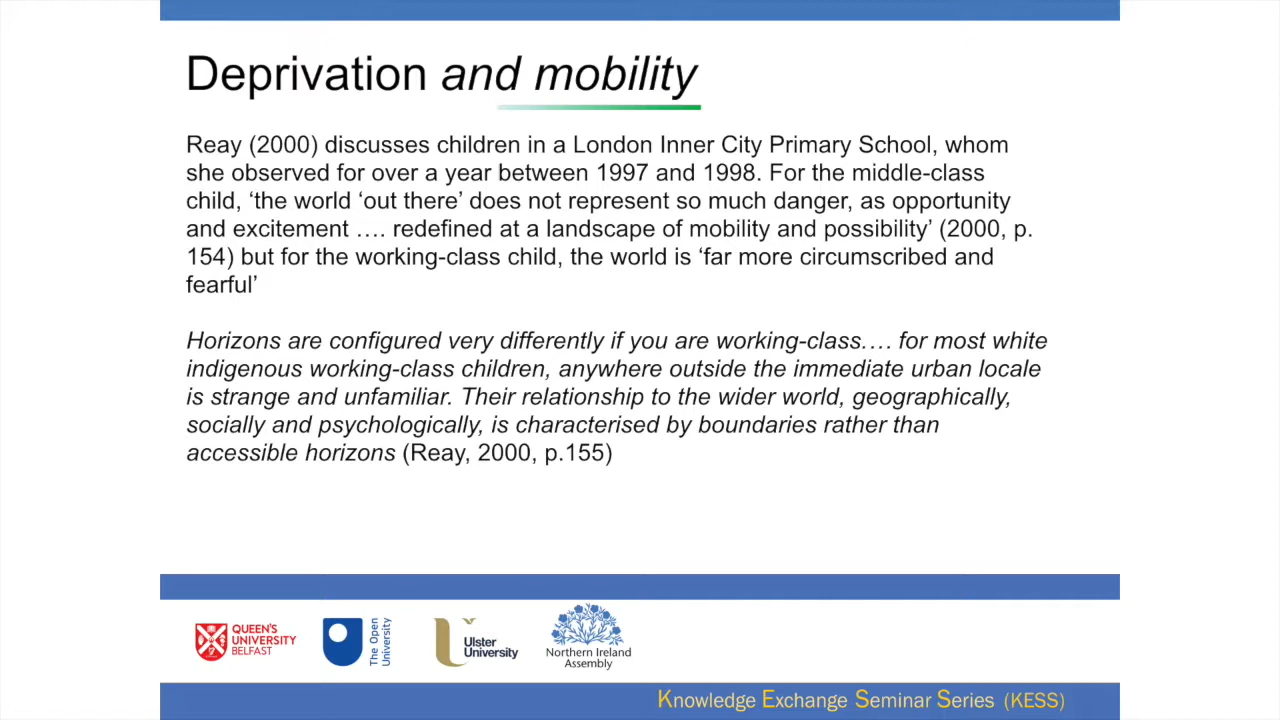 Deprivation and mobility
Reay (2000) discusses children in a London Inner City Primary School, whom
she observed for over a year between 1997 and 1998. For the middle-class
child, ‘the world ‘out there’ does not represent so much danger, as opportunity
and excitement …. redefined at a landscape of mobility and possibility’ (2000, p.
154) but for the working-class child, the world is ‘far more circumscribed and
fearful’
Horizons are configured very differently if you are working-class…. for most white
indigenous working-class children, anywhere outside the immediate urban locale
is strange and unfamiliar. Their relationship to the wider world, geographically,
socially and psychologically, is characterised by boundaries rather than
accessible horizons (Reay, 2000, p.155)
QUEEN'S
UNIVERSITY
BELFAST
The Open
University
Ulster
University
Northern Ireland
Assembly
Knowledge Exchange Seminar Series (KESS)